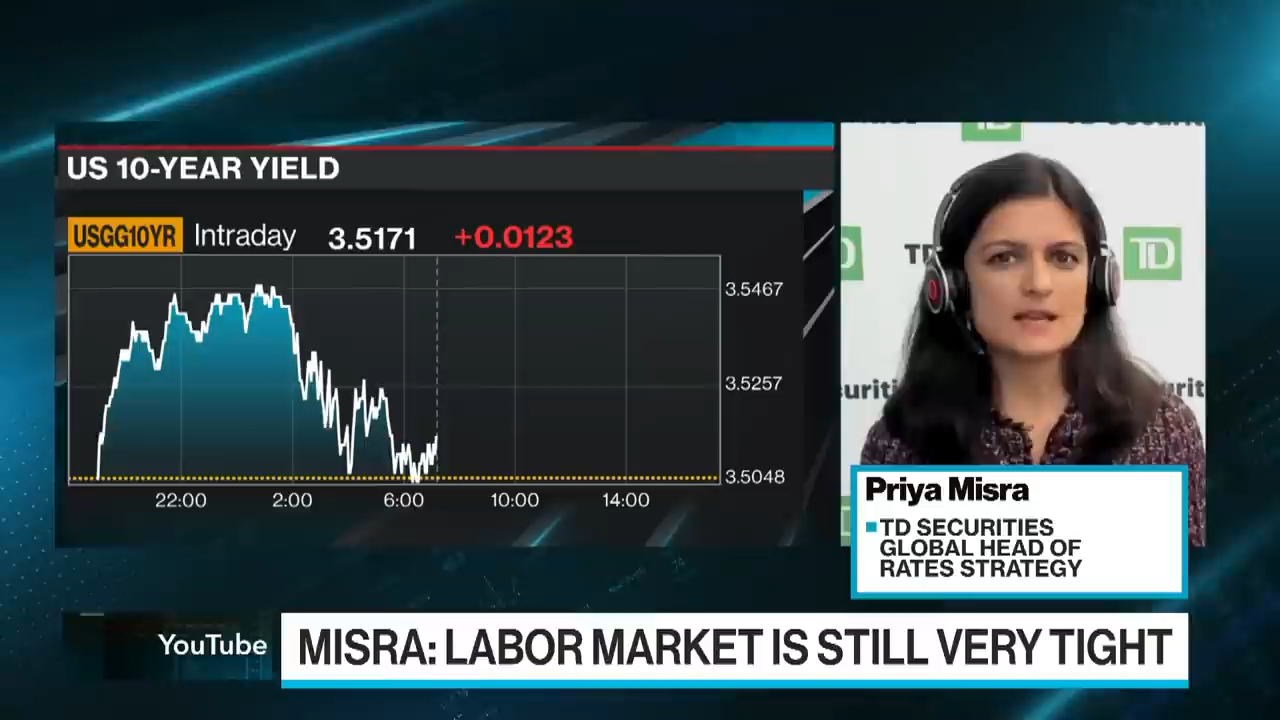 US 10-YEAR YIELD
USGG10YR Intraday 3.5171 +0.0123
3.5467
3.5257
3.5048
22:00 2:00 6:00 10:00 14:00
TD
TD
Priya Misra
TD SECURITIES
GLOBAL HEAD OF
RATES STRATEGY
YouTube
MISRA: LABOR MARKET IS STILL VERY TIGHT